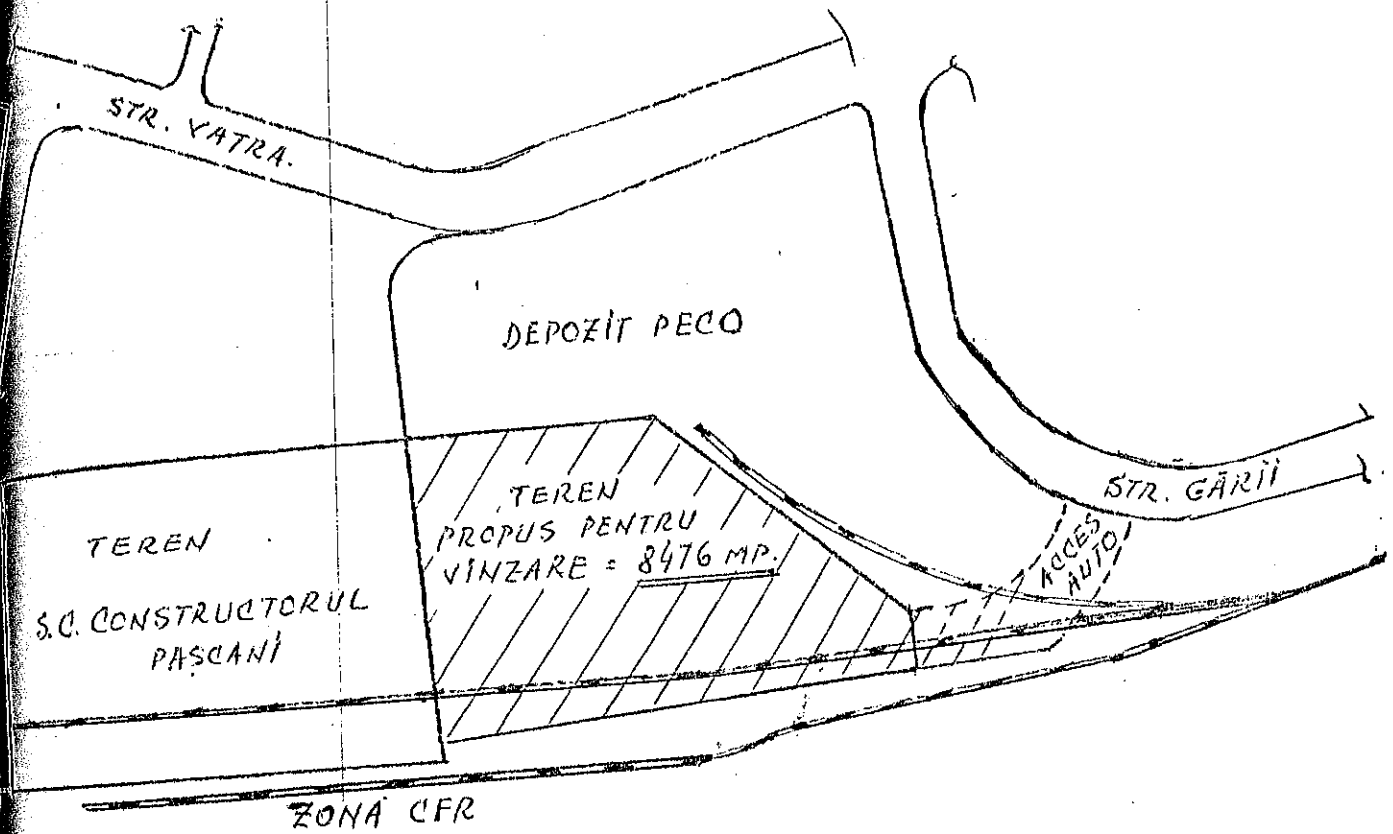 STR. VATRA.
DEPOZIT PECO
TEREN
PROPUS PENTRU
VINZARE = 8476 MP.
STR. GĂRII
ACCES
AUTO
TEREN
S.C. CONSTRUCTORUL
PAȘCANI
ZONA CFR